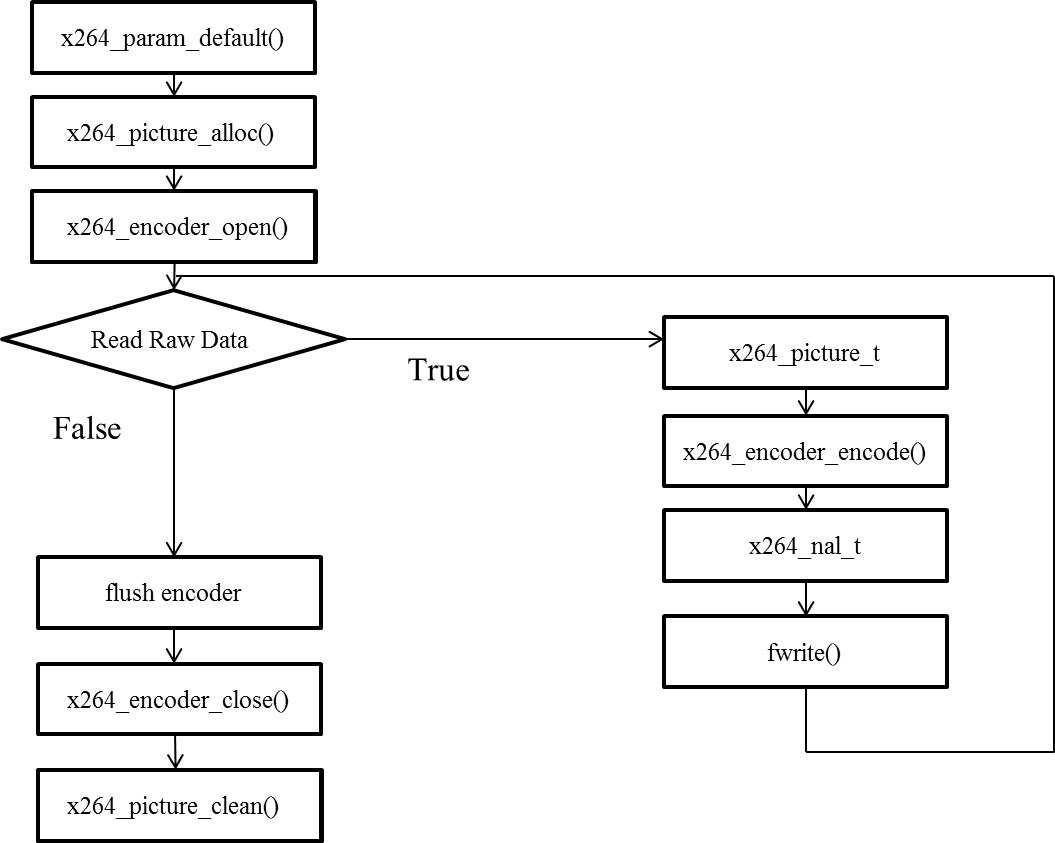 x264_param_default()
x264_picture_alloc()
x264_encoder_open()
Read Raw Data
True
False
x264_picture_t
x264_encoder_encode()
x264_nal_t
fwrite()
flush encoder
x264_encoder_close()
x264_picture_clean()